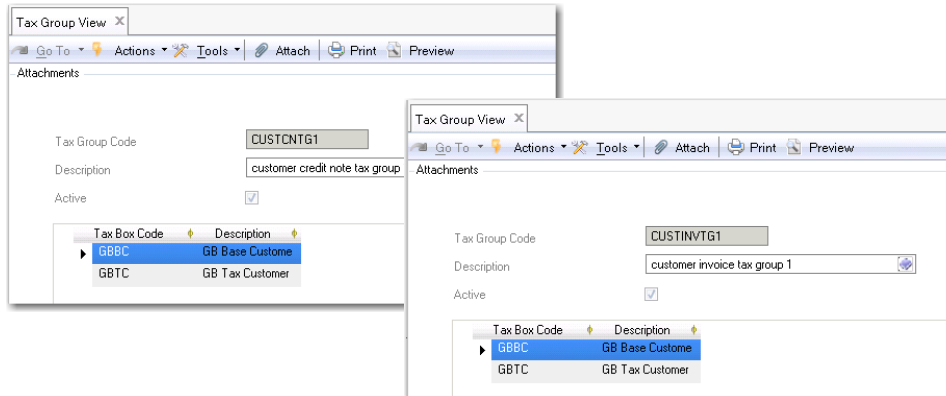 Tax Group View X
Go To Actions Tools Attach Print Preview
Attachments
Tax Group Code CUSTCNTG1
Description customer credit note tax group
Active
Tax Box Code Description
GBBC GB Base Custome
GBTC GB Tax Customer
Tax Group View X
Go To Actions Tools Attach Print Preview
Attachments
Tax Group Code CUSTINVTG1
Description customer invoice tax group 1
Active
Tax Box Code Description
GBBC GB Base Custome
GBTC GB Tax Customer